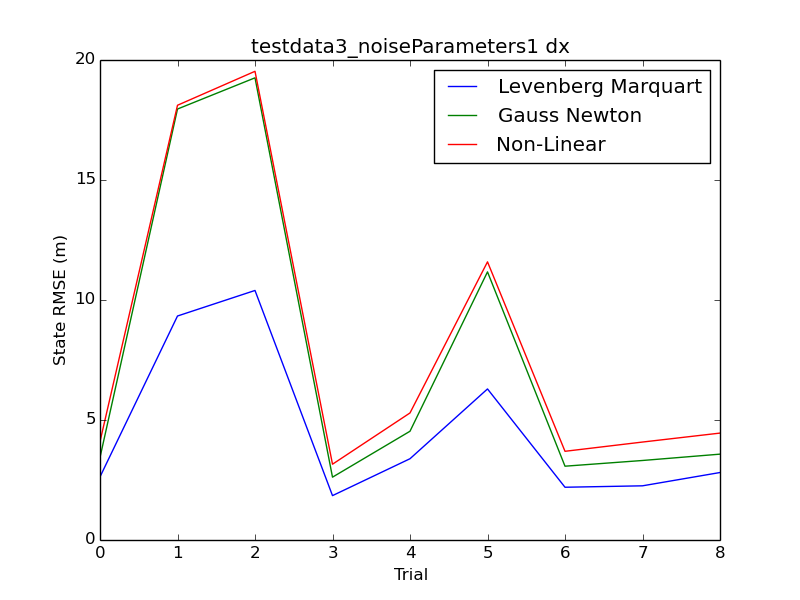 testdata3_noiseParameters1 dx
Levenberg Marquart
Gauss Newton
Non-Linear
State RMSE (m)
20
15
10
5
0
0 1 2 3 4 5 6 7 8
Trial